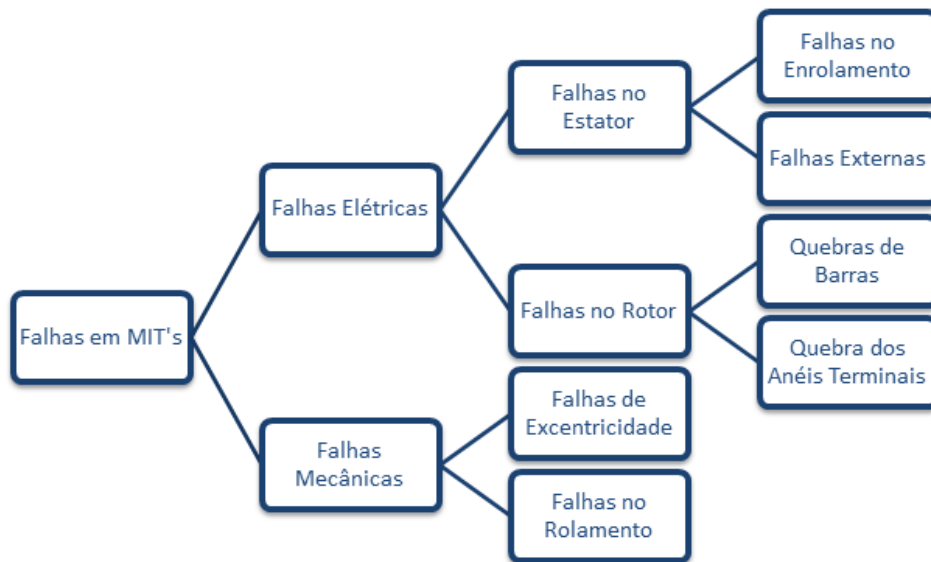 Falhas em MIT's
Falhas Elétricas
Falhas no
Estator
Falhas no
Enrolamento
Falhas Externas
Falhas no Rotor
Quebras de
Barras
Quebra dos
Anéis Terminais
Falhas
Mecânicas
Falhas de
Excentricidade
Falhas no
Rolamento